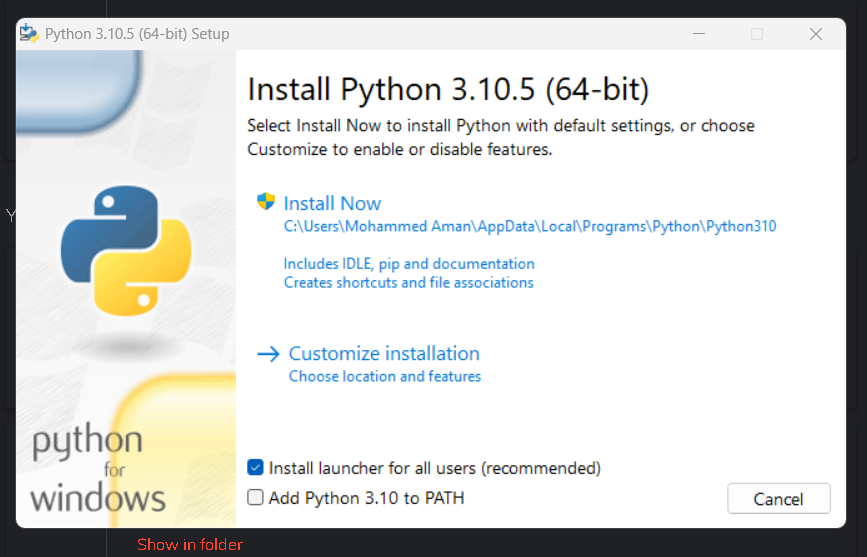 Python 3.10.5 (64-bit) Setup
Install Python 3.10.5 (64-bit)
Select Install Now to install Python with default settings, or choose
Customize to enable or disable features.
Install Now
C:\Users\Mohammed Aman\AppData\Local\Programs\Python\Python310
Includes IDLE, pip and documentation
Creates shortcuts and file associations
Customize installation
Choose location and features
python
for
windows
Install launcher for all users (recommended)
Add Python 3.10 to PATH
Cancel
Y
Show in folder